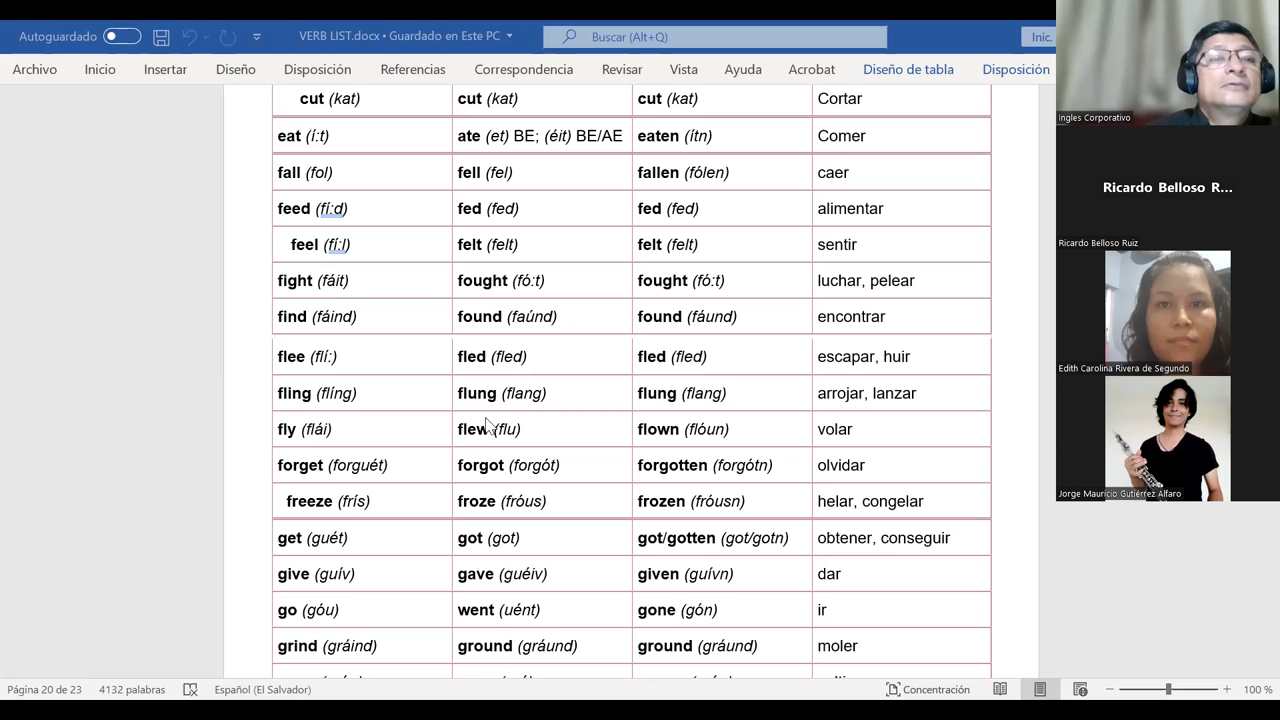 Autoguardado VERB LIST.docx • Guardado en Este PC Buscar (Alt+Q) Inic.
Archivo Inicio Insertar Diseño Disposición Referencias Correspondencia Revisar Vista Ayuda Acrobat Diseño de tabla Disposición
cut (kat) cut (kat) cut (kat) Cortar
eat (í:t) ate (et) BE; (éit) BE/AE eaten (ítn) Comer
fall (fol) fell (fel) fallen (fólen) caer
feed (fí:d) fed (fed) fed (fed) alimentar
feel (fí:l) felt (felt) felt (felt) sentir
fight (fáit) fought (fó:t) fought (fó:t) luchar, pelear
find (fáind) found (faúnd) found (fáund) encontrar
flee (flí:) fled (fled) fled (fled) escapar, huir
fling (flíng) flung (flang) flung (flang) arrojar, lanzar
fly (flái) flew (flu) flown (flóun) volar
forget (forguét) forgot (forgót) forgotten (forgótn) olvidar
freeze (frís) froze (fróus) frozen (fróusn) helar, congelar
get (guét) got (got) got/gotten (got/gotn) obtener, conseguir
give (guív) gave (guéiv) given (guívn) dar
go (góu) went (uént) gone (gón) ir
grind (gráind) ground (gráund) ground (gráund) moler
Página 20 de 23 4132 palabras Español (El Salvador) Concentración 100 %
Ingles Corporativo
Ricardo Belloso R...
Ricardo Belloso Ruiz
Edith Carolina Rivera de Segundo
Jorge Mauricio Gutiérrez Alfaro